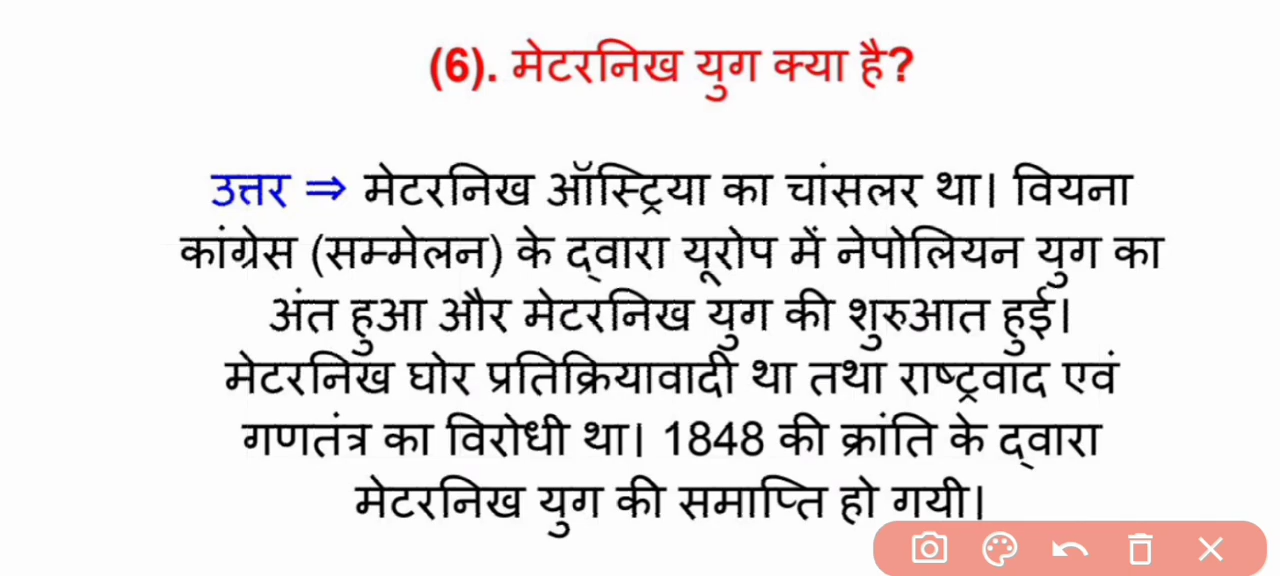 (6). मेटरनिख युग क्या है?
उत्तर ⇒ मेटरनिख ऑस्ट्रिया का चांसलर था। वियना
कांग्रेस (सम्मेलन) के द्वारा यूरोप में नेपोलियन युग का
अंत हुआ और मेटरनिख युग की शुरुआत हुई।
मेटरनिख घोर प्रतिक्रियावादी था तथा राष्ट्रवाद एवं
गणतंत्र का विरोधी था। 1848 की क्रांति के द्वारा
मेटरनिख युग की समाप्ति हो गयी।